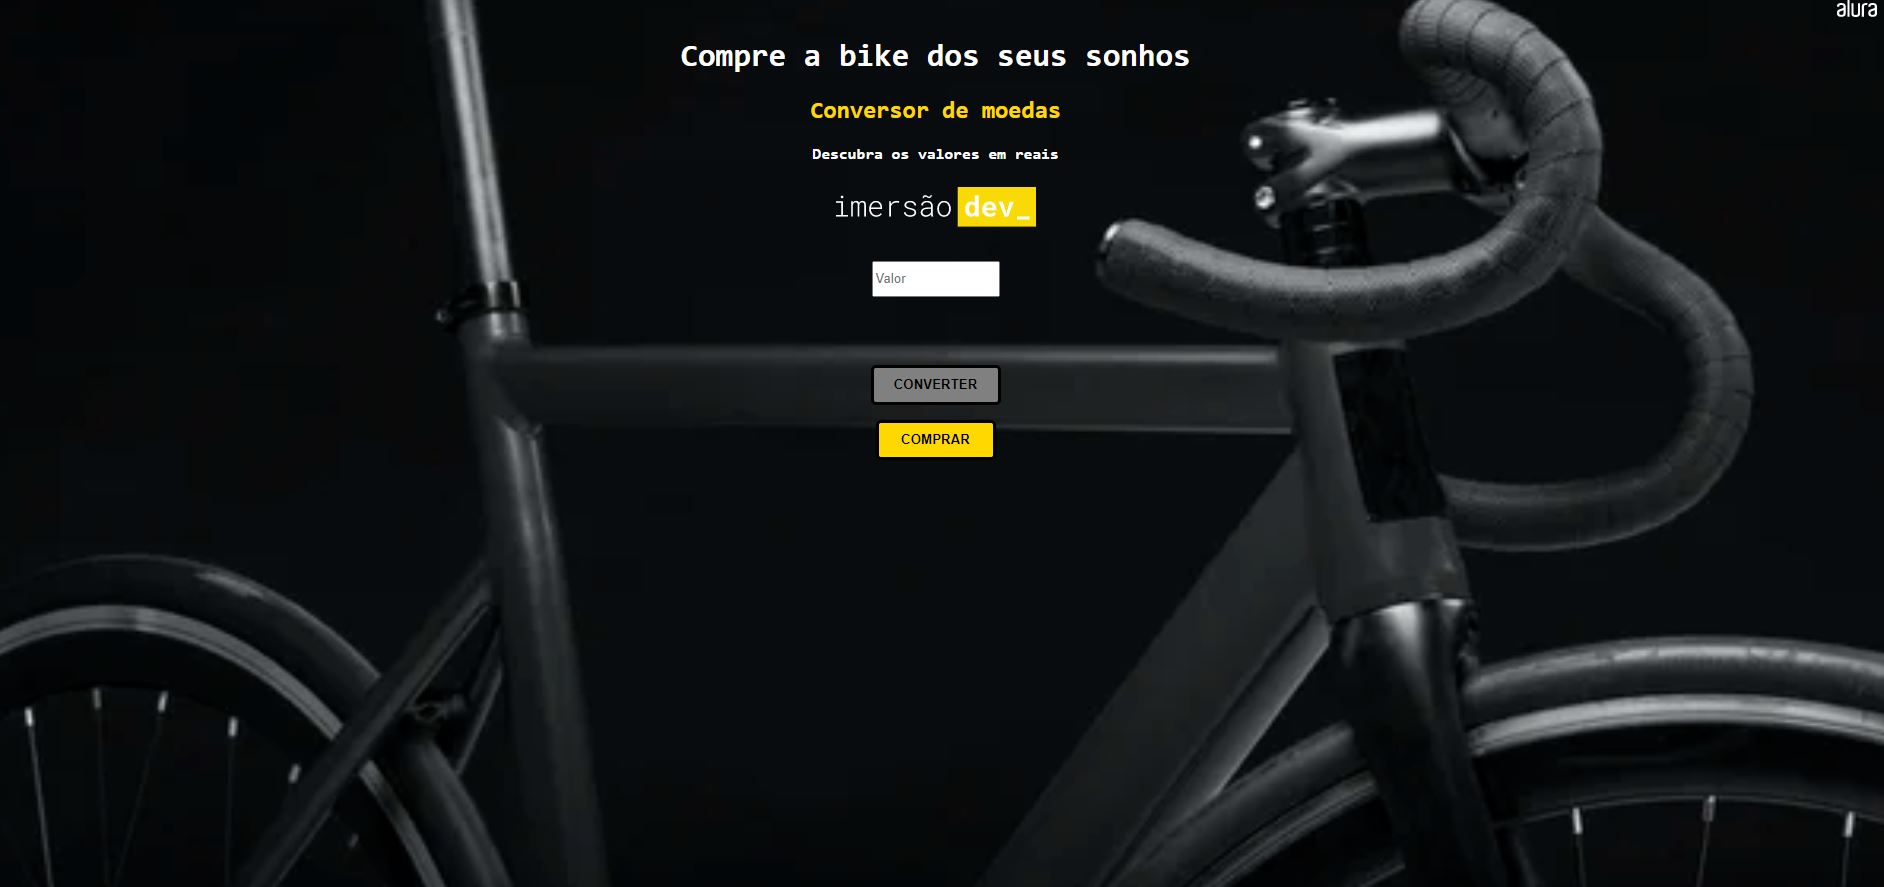 alura
Compre a bike dos seus sonhos
Conversor de moedas
Descubra os valores em reais
imersão dev_
Valor
CONVERTER
COMPRAR